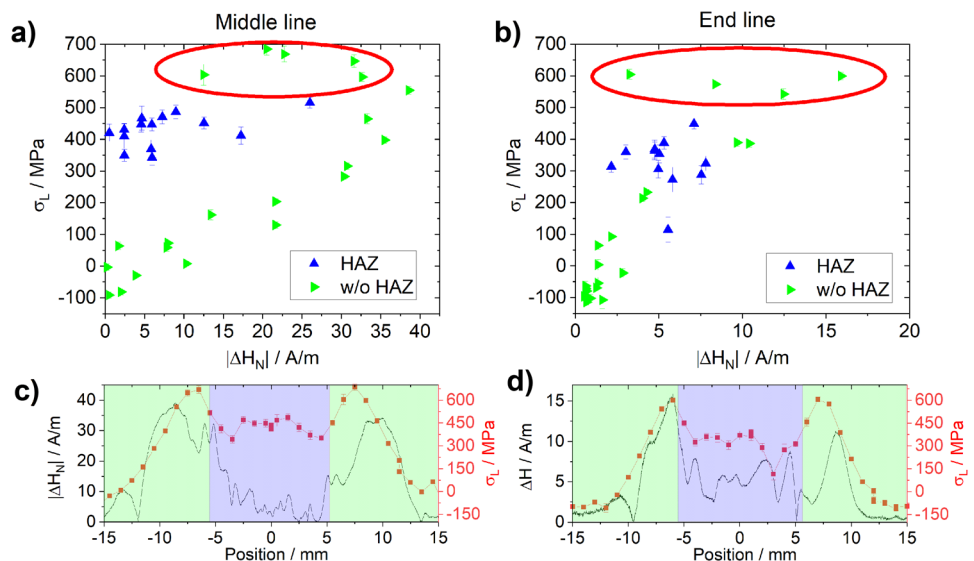 a)
Middle line
700
600
500
400
300
200
100
0
-100
σL / MPa
HAZ
w/o HAZ
0 5 10 15 20 25 30 35 40
|ΔHN| / A/m
b)
End line
700
600
500
400
300
200
100
0
-100
σL / MPa
HAZ
w/o HAZ
0 5 10 15 20
|ΔHN| / A/m
c)
40
30
20
10
0
|ΔHN| / A/m
600
450
300
150
0
-150
σL / MPa
-15 -10 -5 0 5 10 15
Position / mm
d)
15
10
5
0
ΔH / A/m
600
450
300
150
0
-150
σL / MPa
-15 -10 -5 0 5 10 15
Position / mm